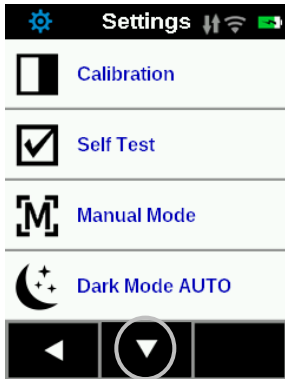 Settings
Calibration
Self Test
M
Manual Mode
Dark Mode AUTO